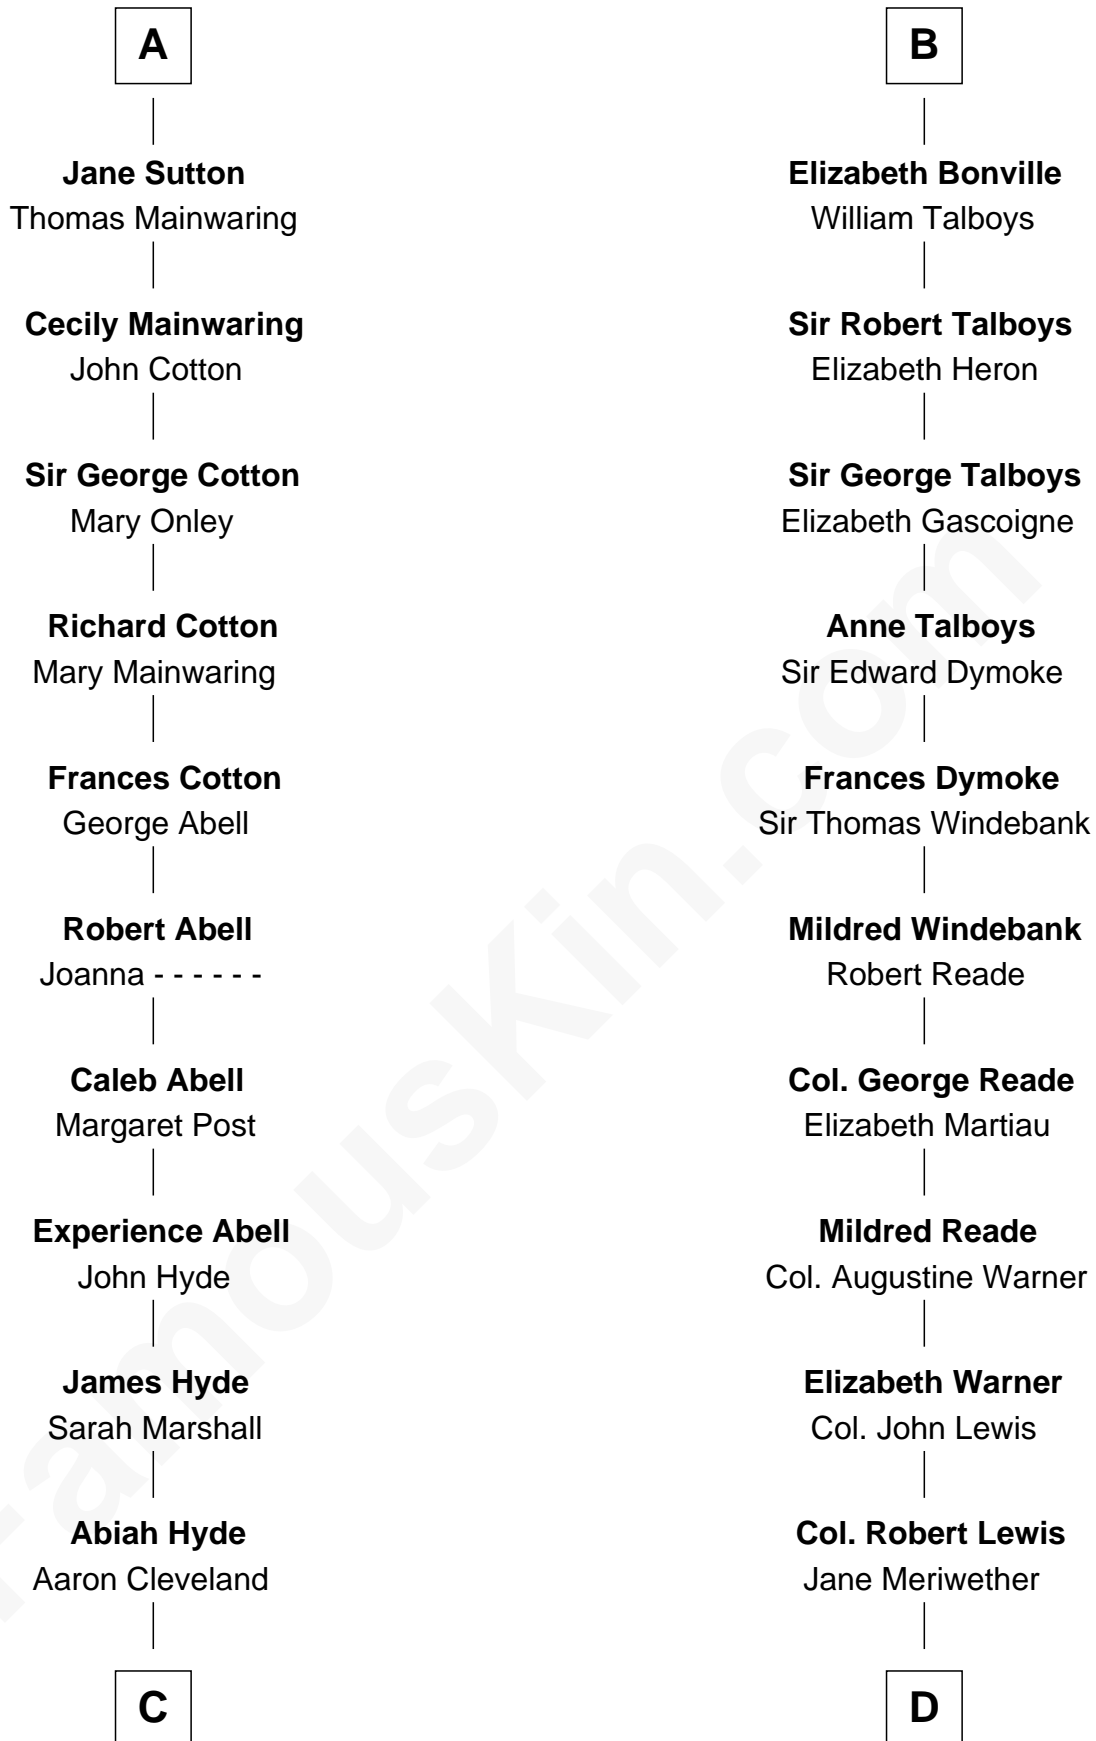 A
Jane Sutton
Thomas Mainwaring
Cecily Mainwaring
John Cotton
Sir George Cotton
Mary Onley
Richard Cotton
Mary Mainwaring
Frances Cotton
George Abell
Robert Abell
Joanna - - - - - -
Caleb Abell
Margaret Post
Experience Abell
John Hyde
James Hyde
Sarah Marshall
Abiah Hyde
Aaron Cleveland
C
B
Elizabeth Bonville
William Talboys
Sir Robert Talboys
Elizabeth Heron
Sir George Talboys
Elizabeth Gascoigne
Anne Talboys
Sir Edward Dymoke
Frances Dymoke
Sir Thomas Windebank
Mildred Windebank
Robert Reade
Col. George Reade
Elizabeth Martiau
Mildred Reade
Col. Augustine Warner
Elizabeth Warner
Col. John Lewis
Col. Robert Lewis
Jane Meriwether
D
FamousKin.com